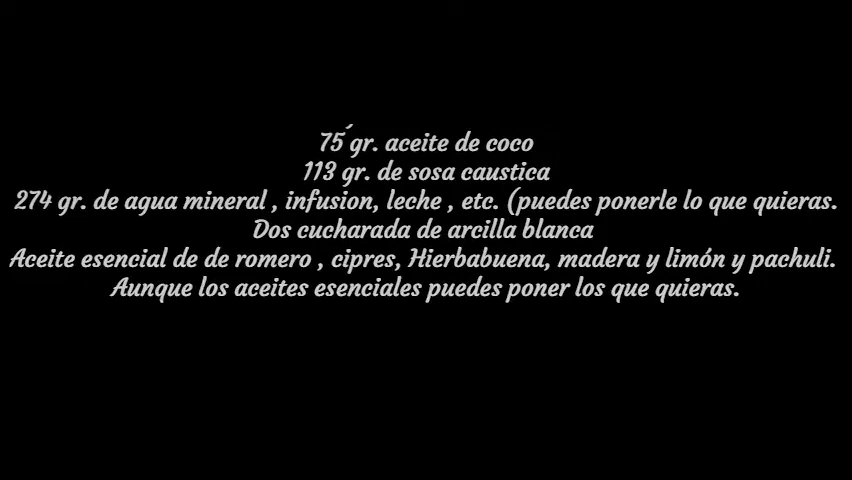 75 ́gr. aceite de coco
113 gr. de sosa caustica
274 gr. de agua mineral , infusion, leche , etc. (puedes ponerle lo que quieras.
Dos cucharada de arcilla blanca
Aceite esencial de de romero , cipres, Hierbabuena, madera y limón y pachuli.
Aunque los aceites esenciales puedes poner los que quieras.